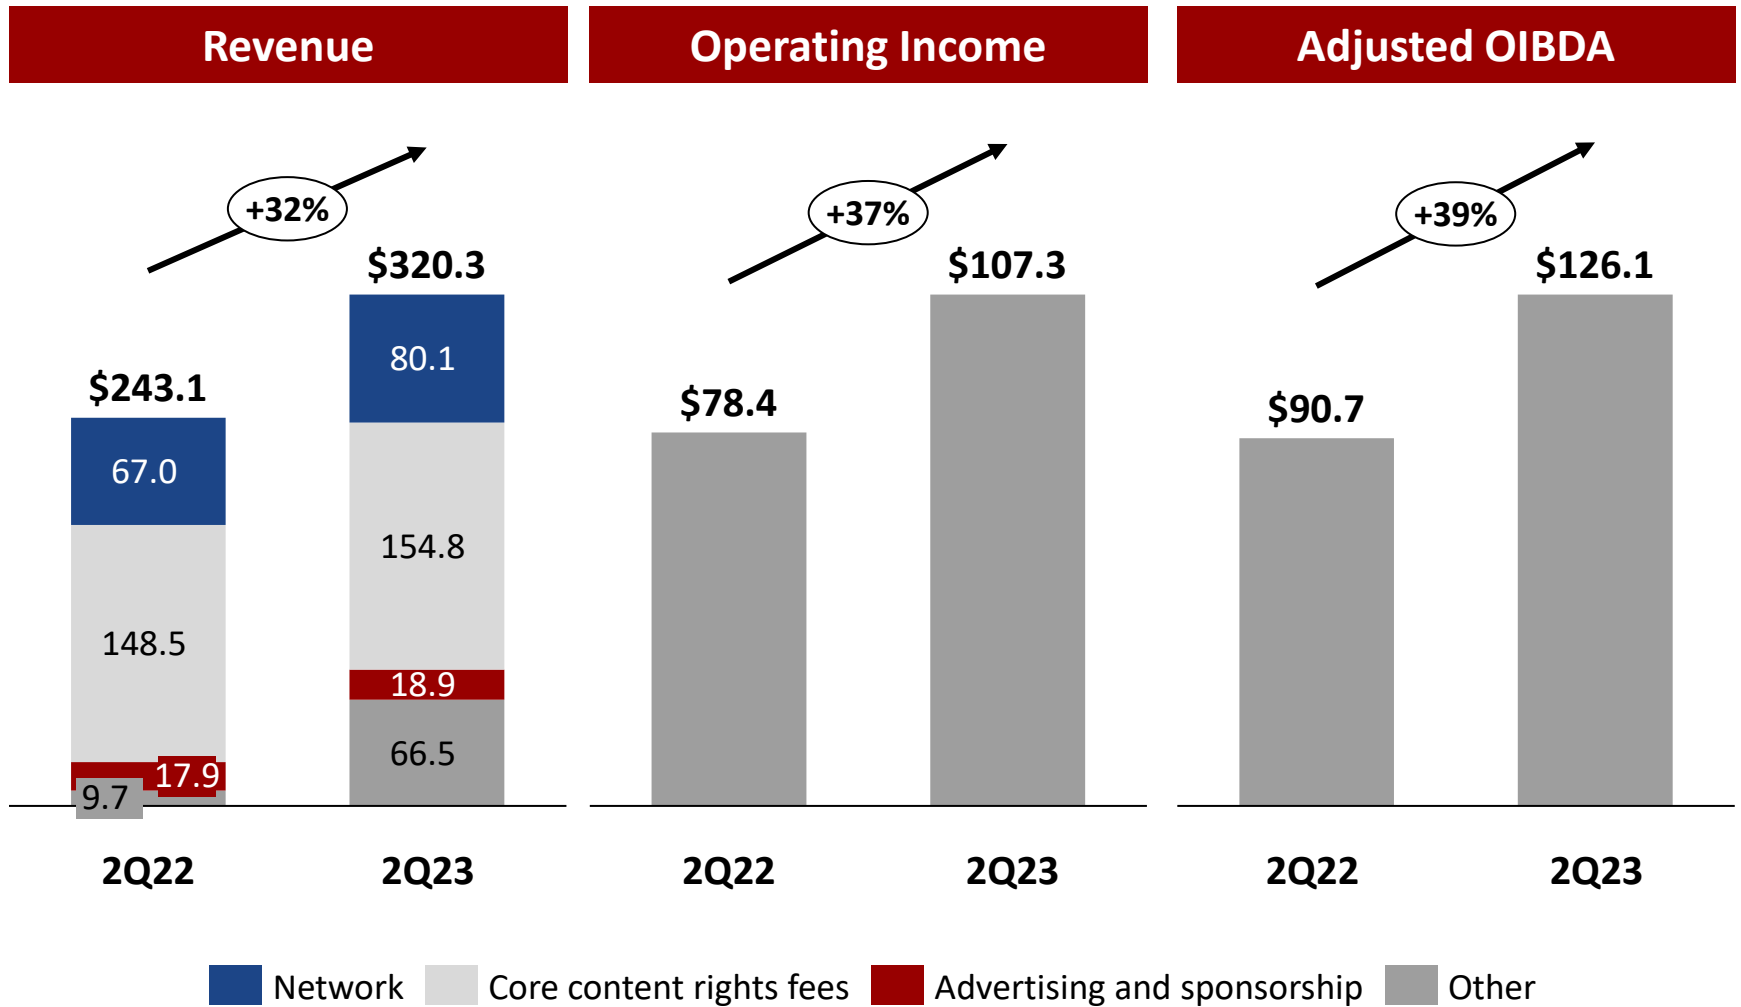 Revenue
Operating Income
Adjusted OIBDA
+32%
+37%
+39%
$320.3
$107.3
$126.1
80.1
$243.1
$78.4
$90.7
67.0
154.8
148.5
18.9
66.5
17.9
9.7
2Q22
2Q23
2Q22
2Q23
2Q22
2Q23
Network
Core content rights fees
Advertising and sponsorship
Other